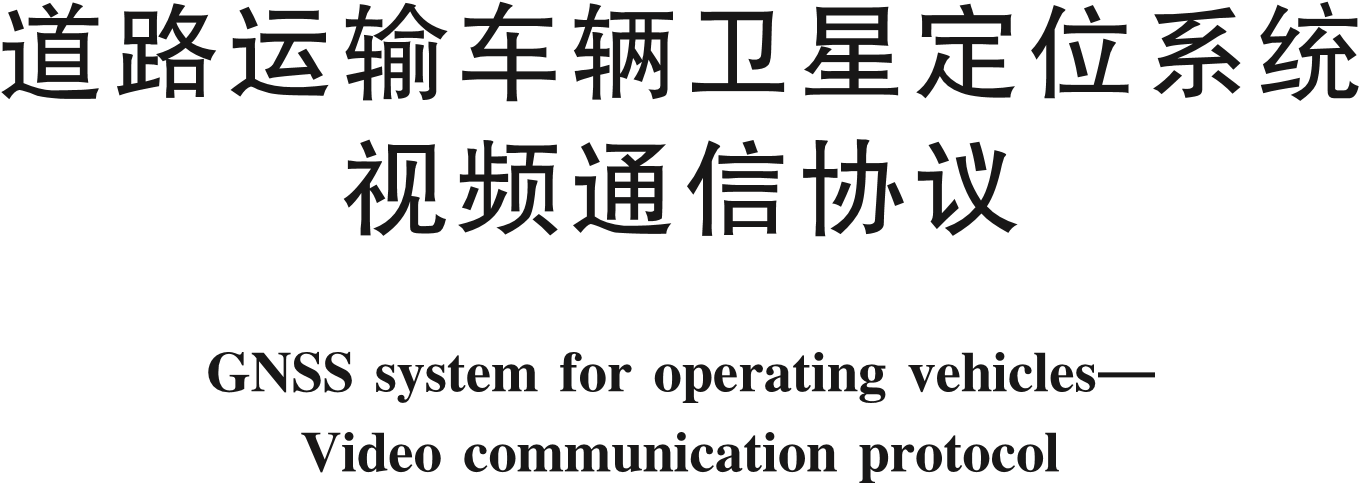 道路运输车辆卫星定位系统
视频通信协议
GNSS system for operating vehicles—
Video communication protocol